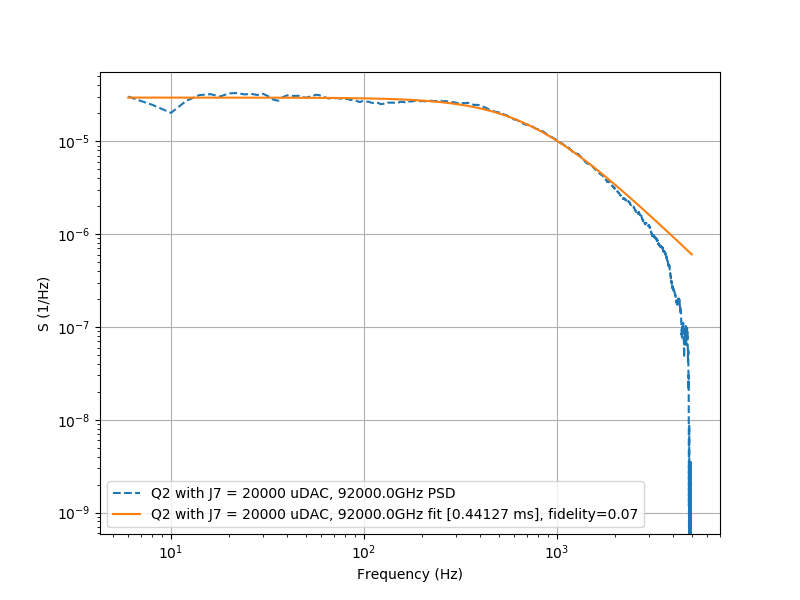 10⁻⁵
10⁻⁶
10⁻⁷
10⁻⁸
10⁻⁹
S (1/Hz)
Q2 with J7 = 20000 uDAC, 92000.0GHz PSD
Q2 with J7 = 20000 uDAC, 92000.0GHz fit [0.44127 ms], fidelity=0.07
10¹ 10² 10³
Frequency (Hz)